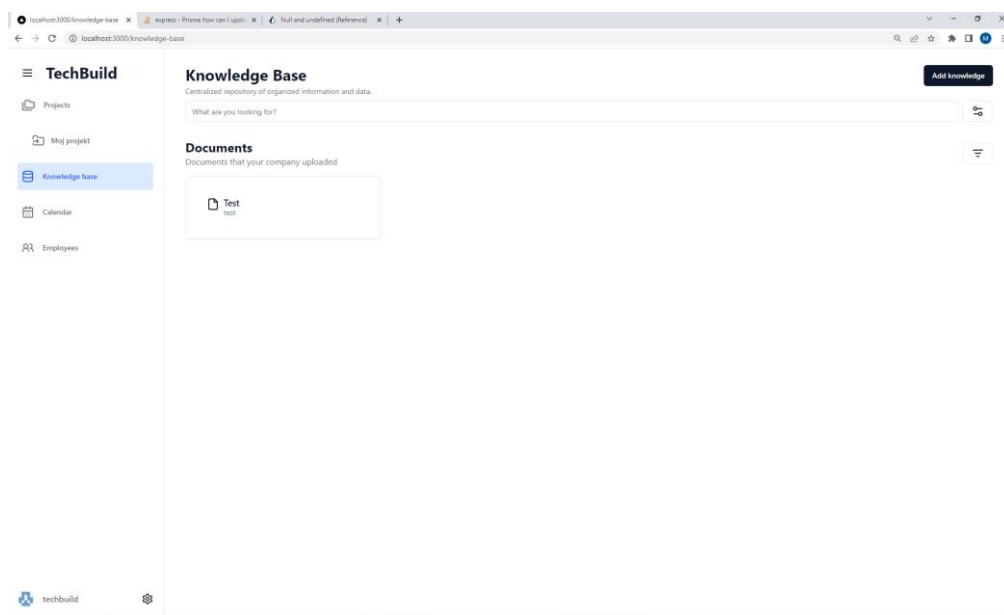 localhost:3000/knowledge-base
express - Prisma how can I updat
Null and undefined (Reference)
localhost:3000/knowledge-base
M
TechBuild
Projects
Moj projekt
Knowledge base
Calendar
Employees
techbuild
Knowledge Base
Centralized repository of organized information and data.
Add knowledge
What are you looking for?
Documents
Documents that your company uploaded
Test
test